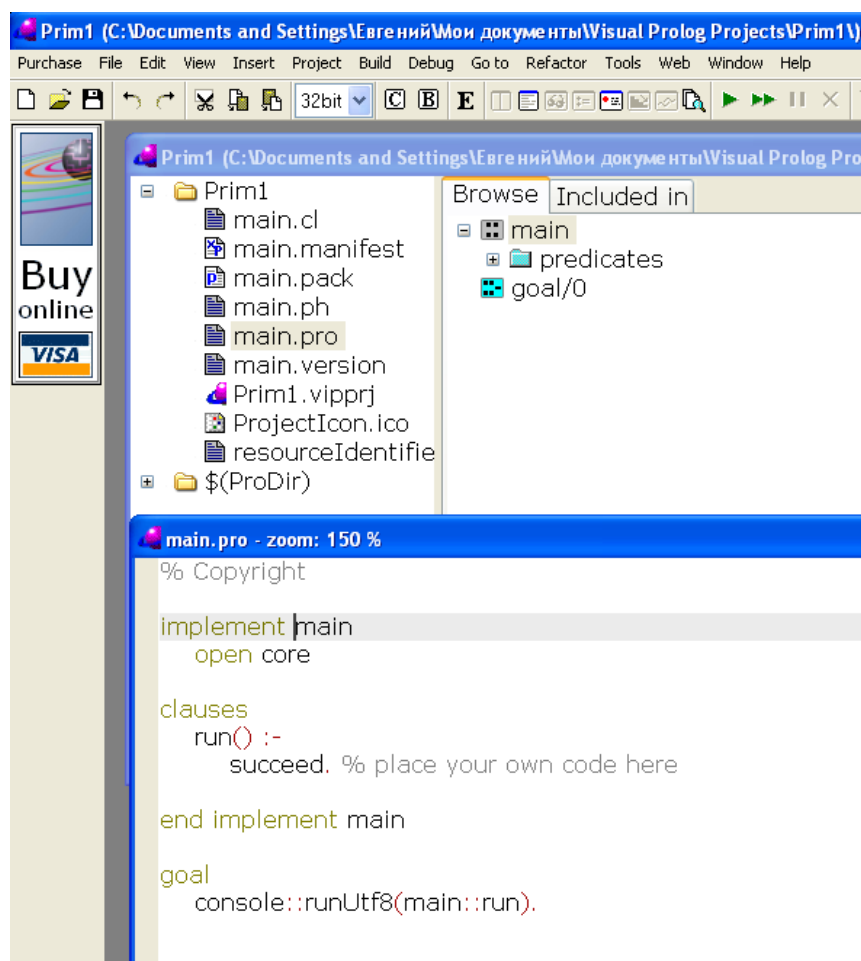 Prim1 (C:\Documents and Settings\Евгений\Мои документы\Visual Prolog Projects\Prim1\)
Purchase File Edit View Insert Project Build Debug Go to Refactor Tools Web Window Help
32bit C B E
Buy
online
VISA
Prim1 (C:\Documents and Settings\Евгений\Мои документы\Visual Prolog Pro
Prim1
main.cl
main.manifest
main.pack
main.ph
main.pro
main.version
Prim1.vipprj
ProjectIcon.ico
resourceIdentifie
$(ProDir)
Browse Included in
main
predicates
goal/0
main.pro - zoom: 150 %
% Copyright
implement main
open core
clauses
run() :-
succeed. % place your own code here
end implement main
goal
console::runUtf8(main::run).